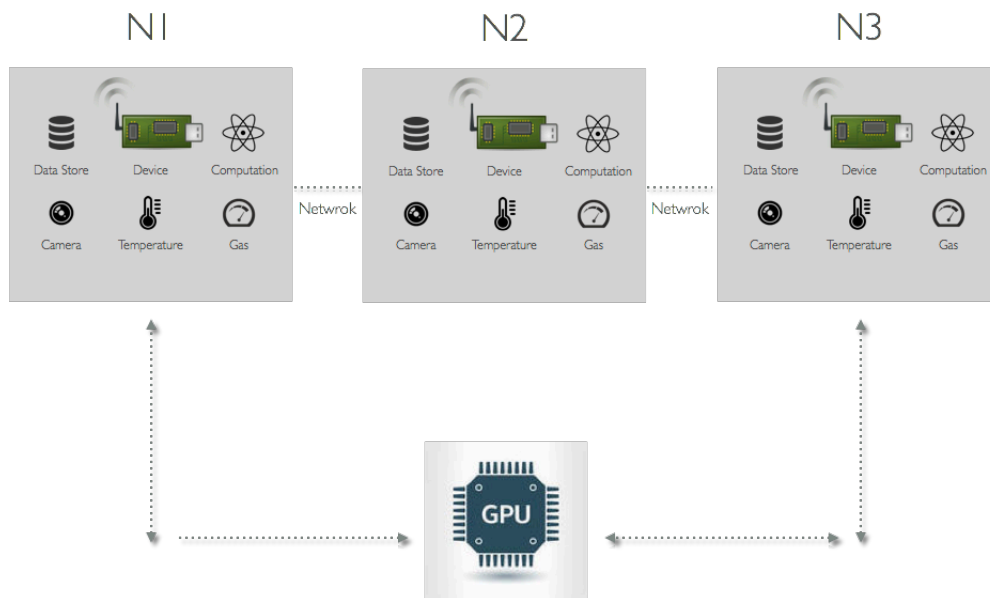 N1 N2 N3
Data Store Device Computation Data Store Device Computation Data Store Device Computation
Netwrok Netwrok
Camera Temperature Gas Camera Temperature Gas Camera Temperature Gas
GPU